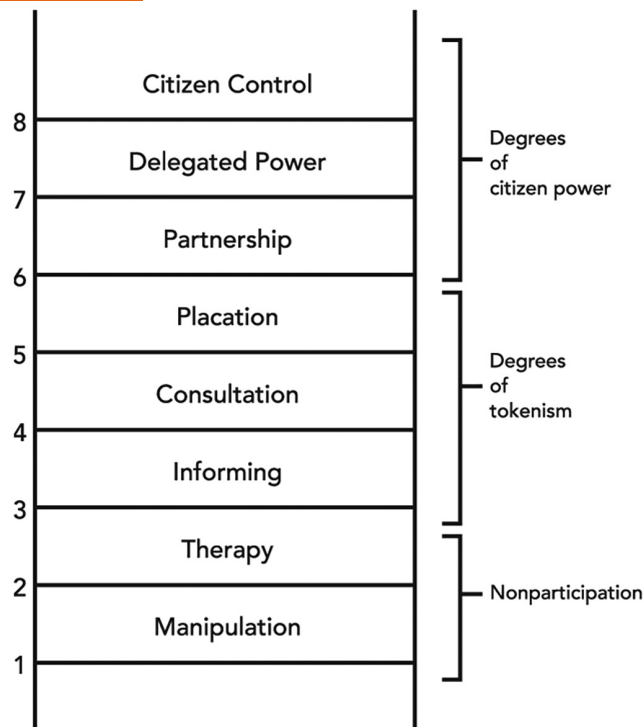 Citizen Control
8
Delegated Power
7
Partnership
6
Placation
5
Consultation
4
Informing
3
Therapy
2
Manipulation
1
Degrees
of
citizen power
Degrees
of
tokenism
Nonparticipation